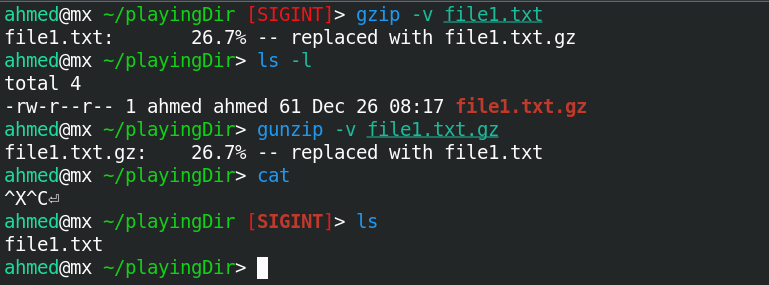 ahmed@mx ~/playingDir [SIGINT]> gzip -v file1.txt
file1.txt:       26.7% -- replaced with file1.txt.gz
ahmed@mx ~/playingDir> ls -l
total 4
-rw-r--r-- 1 ahmed ahmed 61 Dec 26 08:17 file1.txt.gz
ahmed@mx ~/playingDir> gunzip -v file1.txt.gz
file1.txt.gz:    26.7% -- replaced with file1.txt
ahmed@mx ~/playingDir> cat
^X^C⏎
ahmed@mx ~/playingDir [SIGINT]> ls
file1.txt
ahmed@mx ~/playingDir>